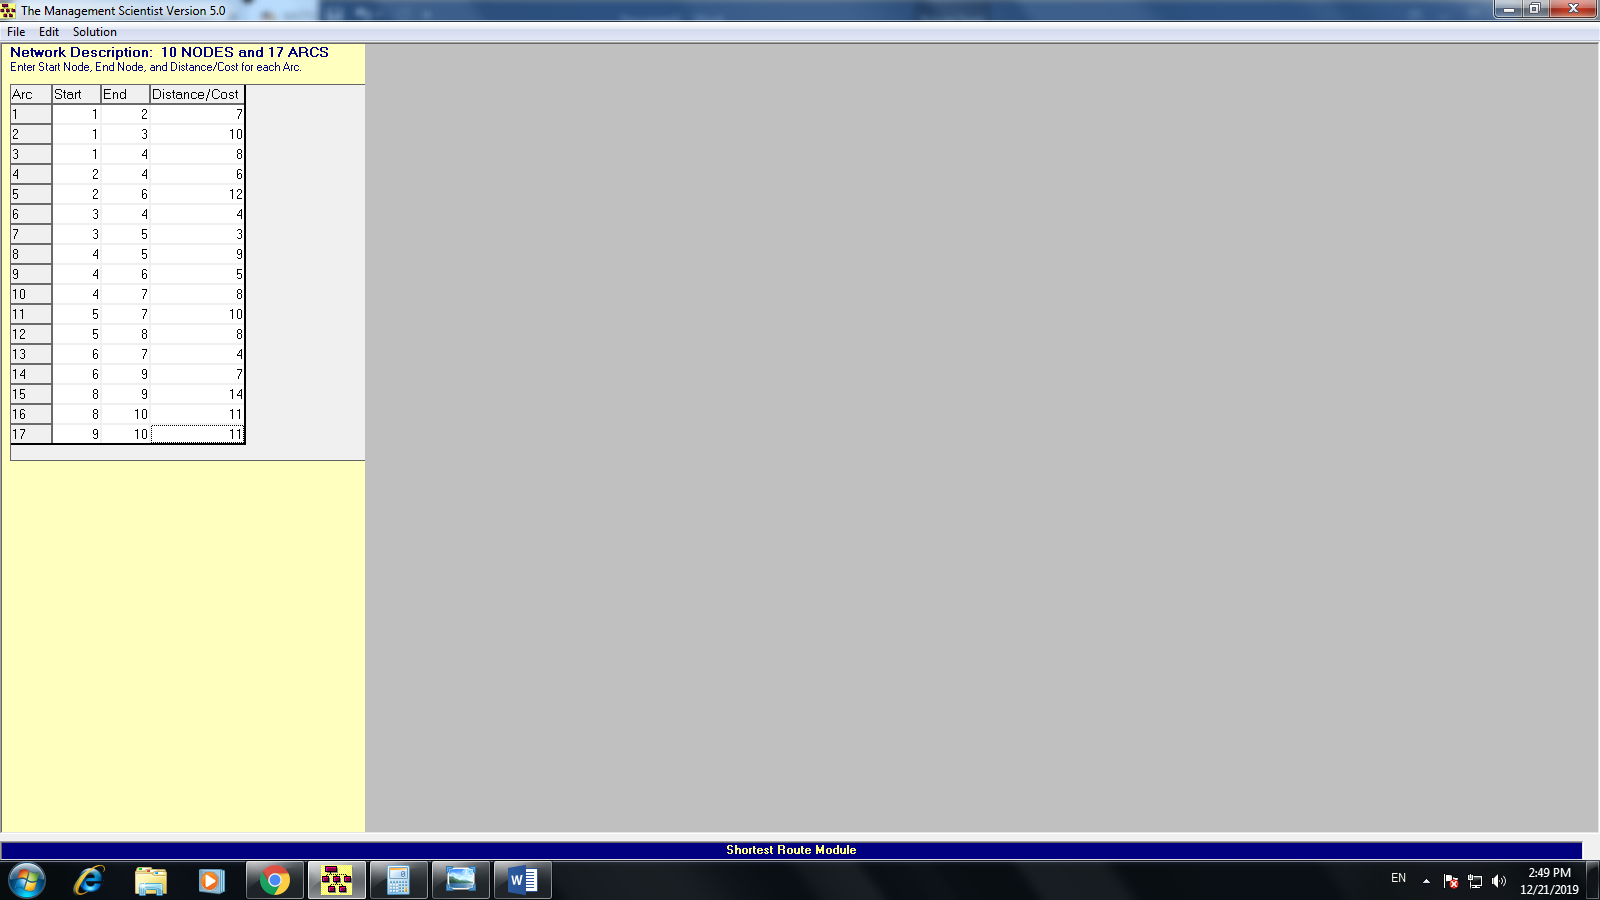 The Management Scientist Version 5.0
File Edit Solution
Network Description: 10 NODES and 17 ARCS
Enter Start Node, End Node, and Distance/Cost for each Arc.
Arc Start End Distance/Cost
1 1 2 7
2 1 3 10
3 1 4 8
4 2 4 6
5 2 6 12
6 3 4 4
7 3 5 3
8 4 5 9
9 4 6 5
10 4 7 8
11 5 7 10
12 5 8 8
13 6 7 4
14 6 9 7
15 8 9 14
16 8 10 11
17 9 10 11
Shortest Route Module
EN
2:49 PM
12/21/2019